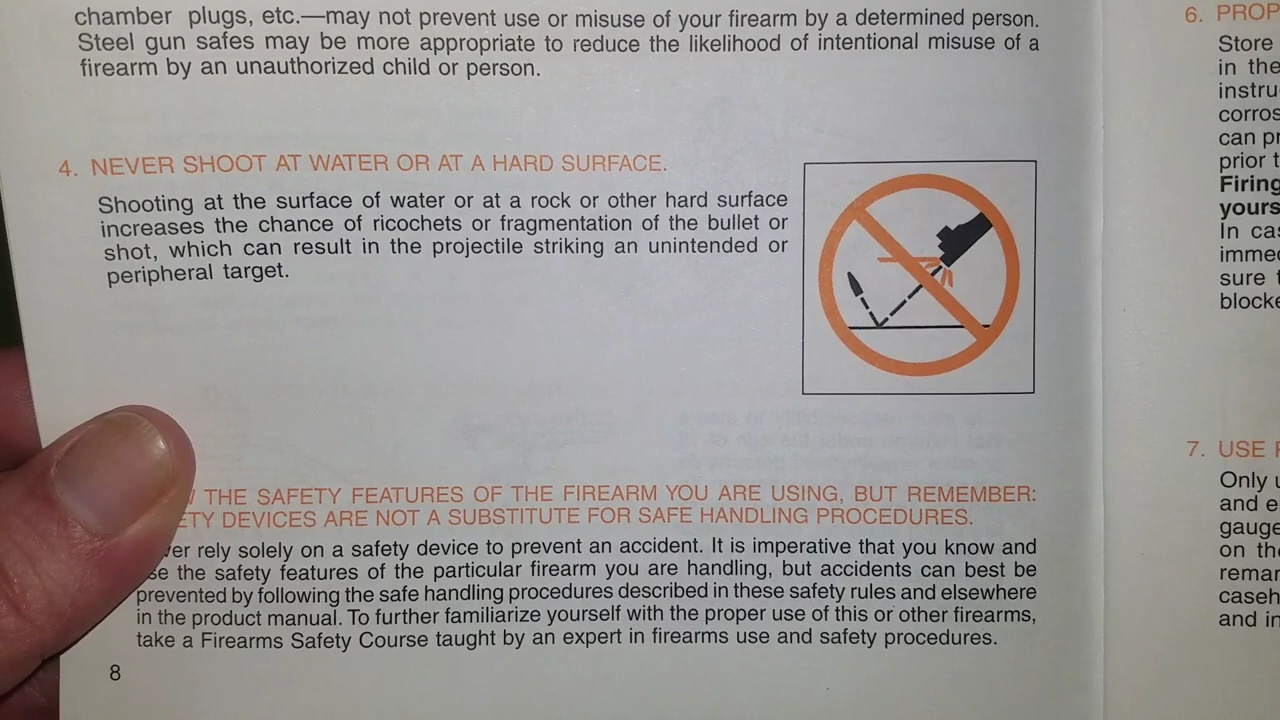 chamber plugs, etc.—may not prevent use or misuse of your firearm by a determined person.
Steel gun safes may be more appropriate to reduce the likelihood of intentional misuse of a
firearm by an unauthorized child or person.
4. NEVER SHOOT AT WATER OR AT A HARD SURFACE.
Shooting at the surface of water or at a rock or other hard surface
increases the chance of ricochets or fragmentation of the bullet or
shot, which can result in the projectile striking an unintended or
peripheral target.
THE SAFETY FEATURES OF THE FIREARM YOU ARE USING, BUT REMEMBER:
DEVICES ARE NOT A SUBSTITUTE FOR SAFE HANDLING PROCEDURES.
rely solely on a safety device to prevent an accident. It is imperative that you know and
the safety features of the particular firearm you are handling, but accidents can best be
prevented by following the safe handling procedures described in these safety rules and elsewhere
in the product manual. To further familiarize yourself with the proper use of this or other firearms,
take a Firearms Safety Course taught by an expert in firearms use and safety procedures.
8
6. PROP
Store
in the
instru
corros
can pr
prior t
Firing
yours
In cas
immed
sure t
blocke
7. USE
Only u
and e
gauge
on the
remar
caseh
and in